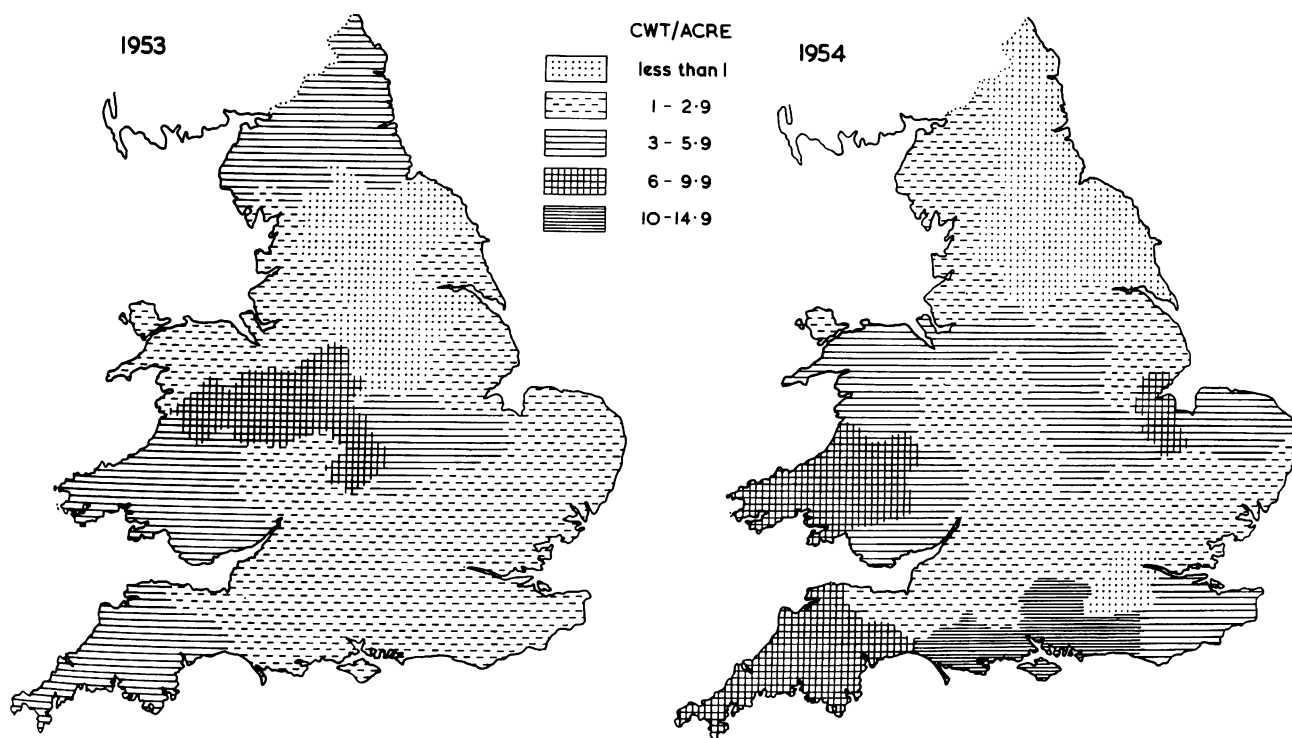 1953
CWT/ACRE
less than 1
1 - 2·9
3 - 5·9
6 - 9·9
10-14·9
1954